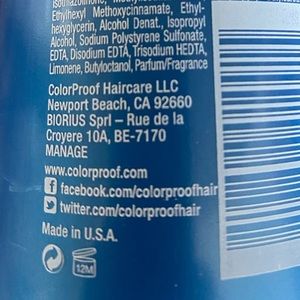 Ethylhexyl Methoxycinnamate, Ethyl-
hexylglycerin, Alcohol Denat., Isopropyl
Alcohol, Sodium Polystyrene Sulfonate,
EDTA, Disodium EDTA, Trisodium HEDTA,
Limonene, Butyloctanol, Parfum/Fragrance
ColorProof Haircare LLC
Newport Beach, CA 92660
BIORIUS Sprl – Rue de la
Croyere 10A, BE-7170
MANAGE
www.colorproof.com
facebook.com/colorproofhair
twitter.com/colorproofhair
Made in U.S.A.
12M